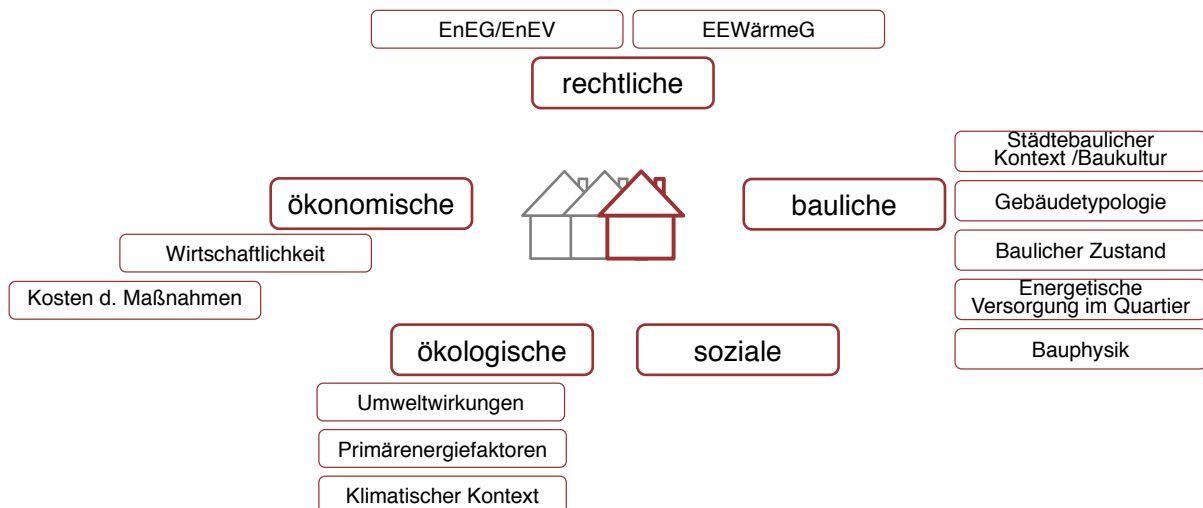 EnEG/EnEV
EEWärmeG
rechtliche
ökonomische
Wirtschaftlichkeit
Kosten d. Maßnahmen
bauliche
Städtebaulicher
Kontext /Baukultur
Gebäudetypologie
Baulicher Zustand
Energetische
Versorgung im Quartier
Bauphysik
ökologische
Umweltwirkungen
Primärenergiefaktoren
Klimatischer Kontext
soziale